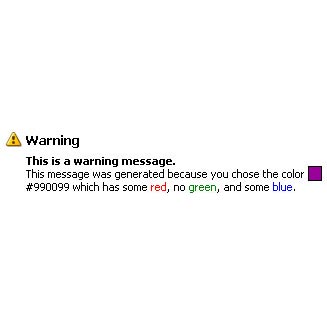 Warning
This is a warning message.
This message was generated because you chose the color
#990099 which has some red, no green, and some blue.